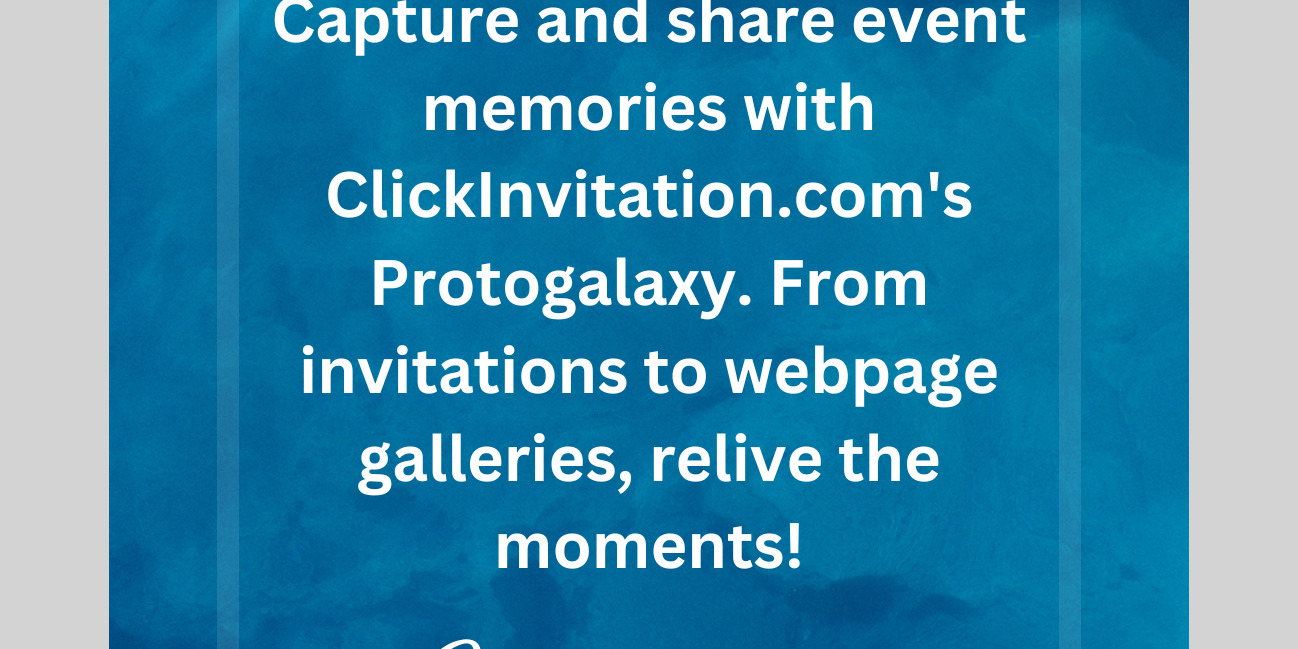 Capture and share event
memories with
ClickInvitation.com's
Protogalaxy. From
invitations to webpage
galleries, relive the
moments!